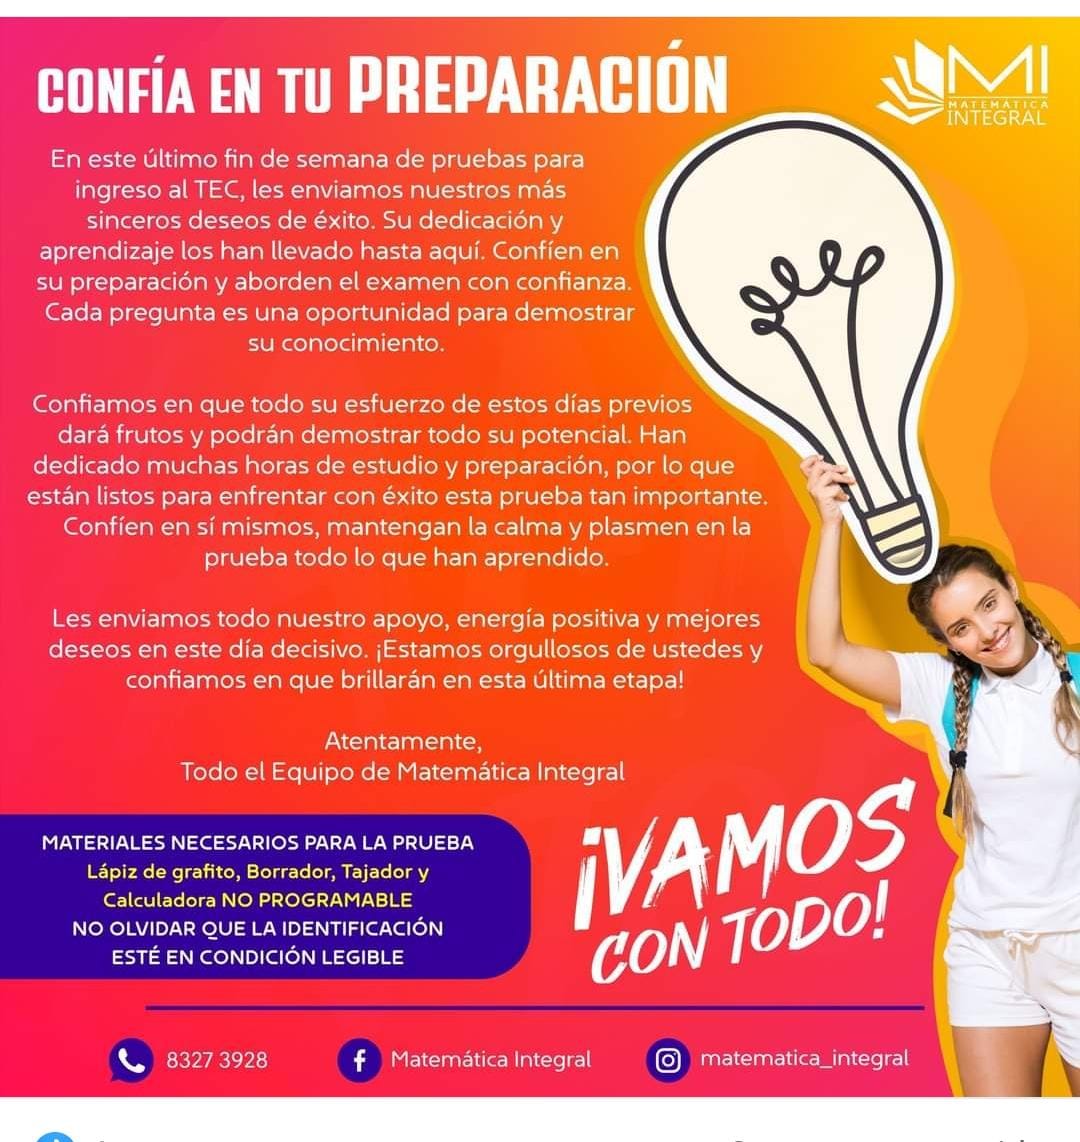 CONFÍA EN TU PREPARACIÓN
MI
MATEMÁTICA
INTEGRAL
En este último fin de semana de pruebas para
ingreso al TEC, les enviamos nuestros más
sinceros deseos de éxito. Su dedicación y
aprendizaje los han llevado hasta aquí. Confíen en
su preparación y aborden el examen con confianza.
Cada pregunta es una oportunidad para demostrar
su conocimiento.
Confiamos en que todo su esfuerzo de estos días previos
dará frutos y podrán demostrar todo su potencial. Han
dedicado muchas horas de estudio y preparación, por lo que
están listos para enfrentar con éxito esta prueba tan importante.
Confíen en sí mismos, mantengan la calma y plasmen en la
prueba todo lo que han aprendido.
Les enviamos todo nuestro apoyo, energía positiva y mejores
deseos en este día decisivo. ¡Estamos orgullosos de ustedes y
confiamos en que brillarán en esta última etapa!
Atentamente,
Todo el Equipo de Matemática Integral
MATERIALES NECESARIOS PARA LA PRUEBA
Lápiz de grafito, Borrador, Tajador y
Calculadora NO PROGRAMABLE
NO OLVIDAR QUE LA IDENTIFICACIÓN
ESTÉ EN CONDICIÓN LEGIBLE
¡VAMOS
CON TODO!
8327 3928
Matemática Integral
matematica_integral